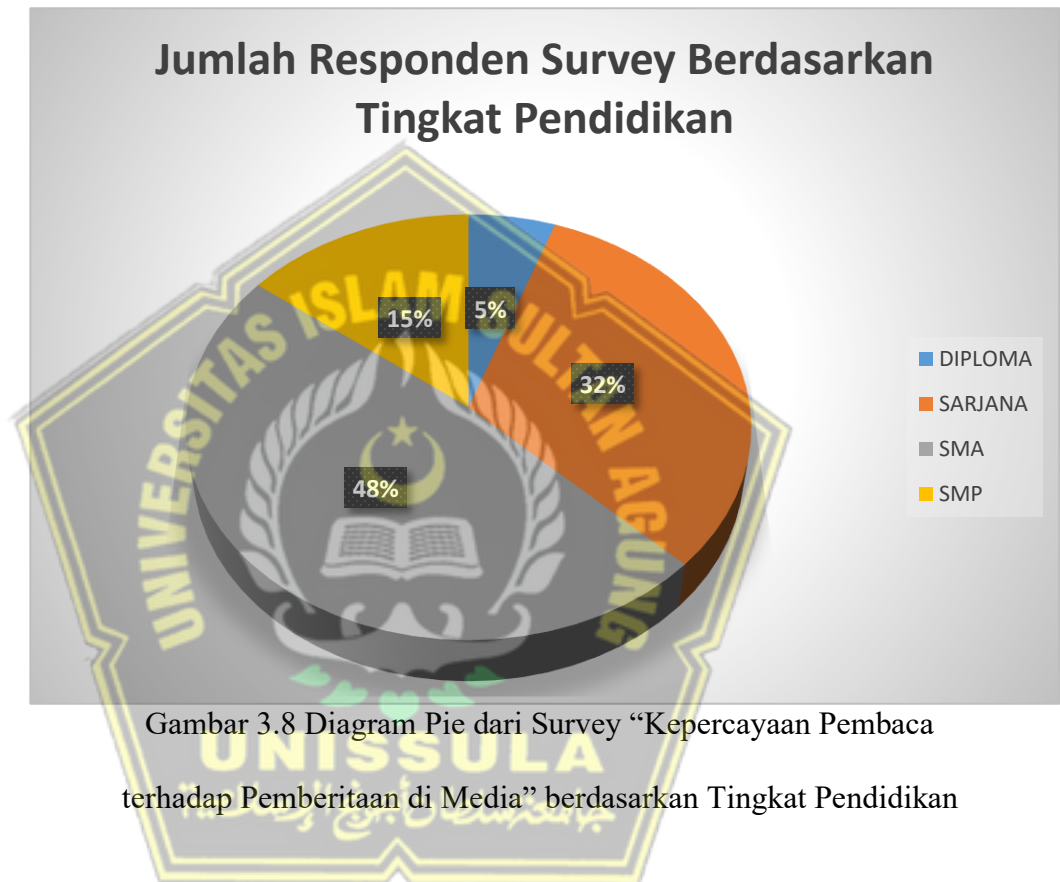 Jumlah Responden Survey Berdasarkan
Tingkat Pendidikan
UNIVERSITAS ISLAM SULTAN AGUNG
15%
5%
32%
48%
DIPLOMA
SARJANA
SMA
SMP
Gambar 3.8 Diagram Pie dari Survey “Kepercayaan Pembaca
UNISSULA
terhadap Pemberitaan di Media” berdasarkan Tingkat Pendidikan